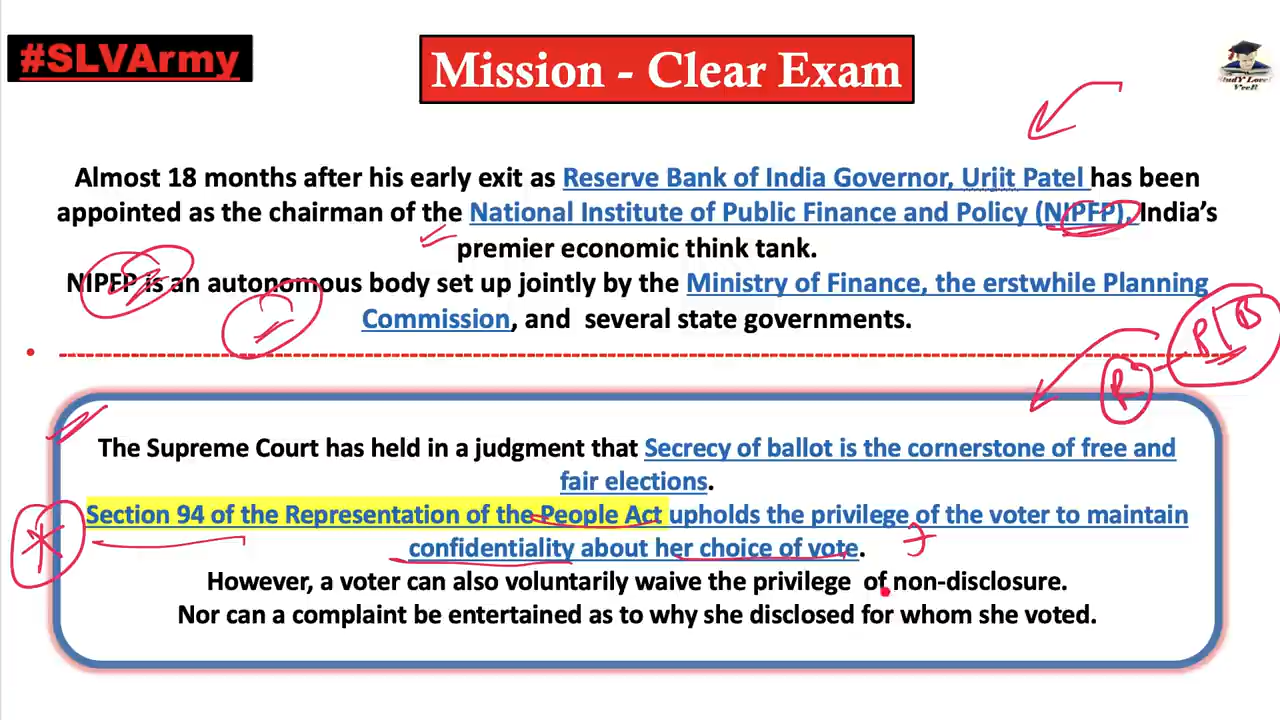 #SLVArmy
Mission - Clear Exam
StudY LoveR
VeeR
Almost 18 months after his early exit as Reserve Bank of India Governor, Urjit Patel has been
appointed as the chairman of the National Institute of Public Finance and Policy (NIPFP), India’s
premier economic think tank.
NIPFP is an autonomous body set up jointly by the Ministry of Finance, the erstwhile Planning
Commission, and several state governments.
The Supreme Court has held in a judgment that Secrecy of ballot is the cornerstone of free and
fair elections.
Section 94 of the Representation of the People Act upholds the privilege of the voter to maintain
confidentiality about her choice of vote.
However, a voter can also voluntarily waive the privilege of non-disclosure.
Nor can a complaint be entertained as to why she disclosed for whom she voted.